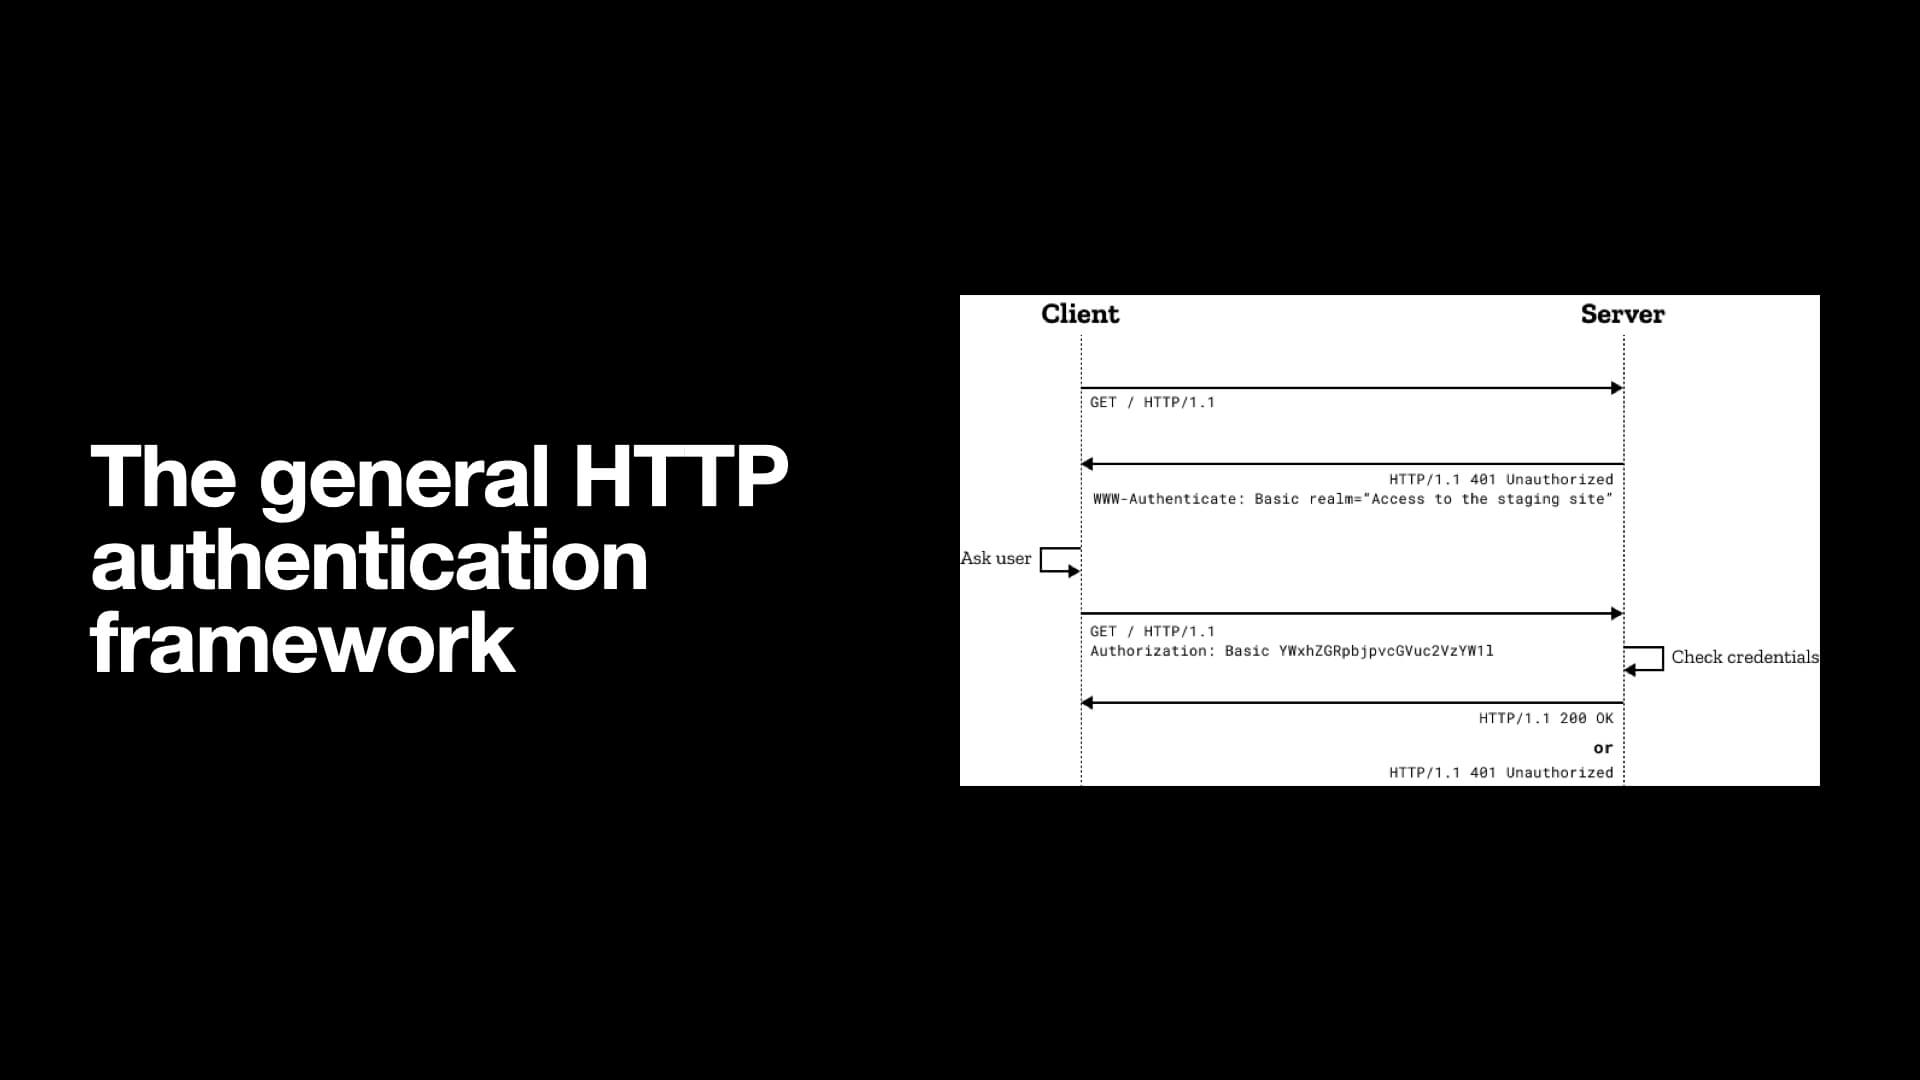 The general HTTP
authentication
framework
Client
Server
GET / HTTP/1.1
HTTP/1.1 401 Unauthorized
WWW-Authenticate: Basic realm=“Access to the staging site”
Ask user
GET / HTTP/1.1
Authorization: Basic YWxhZGRpbjpvcGVuc2VzYW1l
Check credentials
HTTP/1.1 200 OK
or
HTTP/1.1 401 Unauthorized